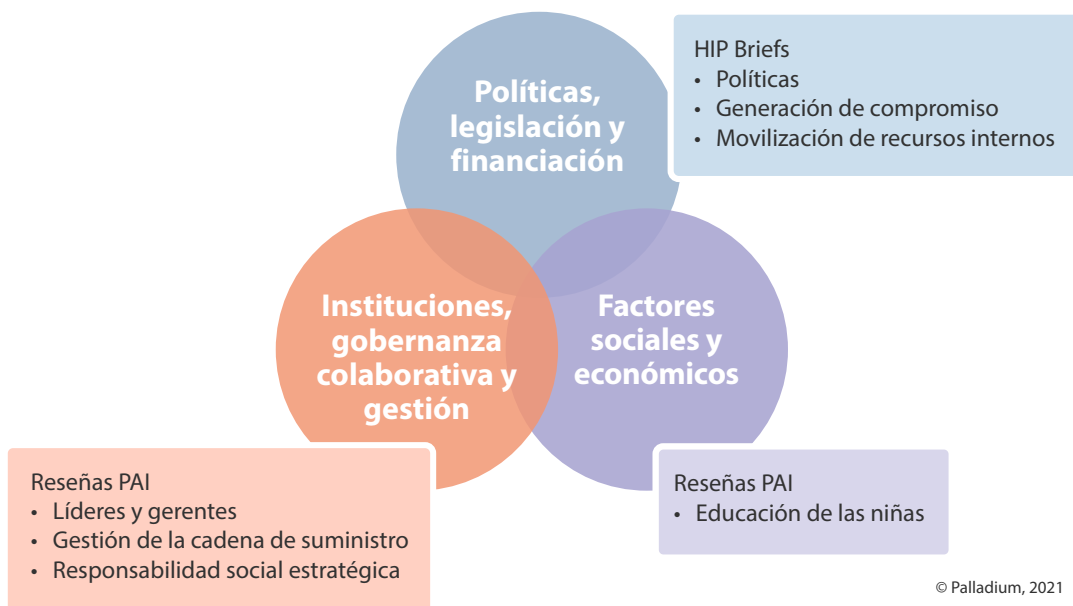 Políticas,
legislación y
financiación
HIP Briefs
• Políticas
• Generación de compromiso
• Movilización de recursos internos
Instituciones,
gobernanza
colaborativa y
gestión
Factores
sociales y
económicos
Reseñas PAI
• Líderes y gerentes
• Gestión de la cadena de suministro
• Responsabilidad social estratégica
Reseñas PAI
• Educación de las niñas
© Palladium, 2021